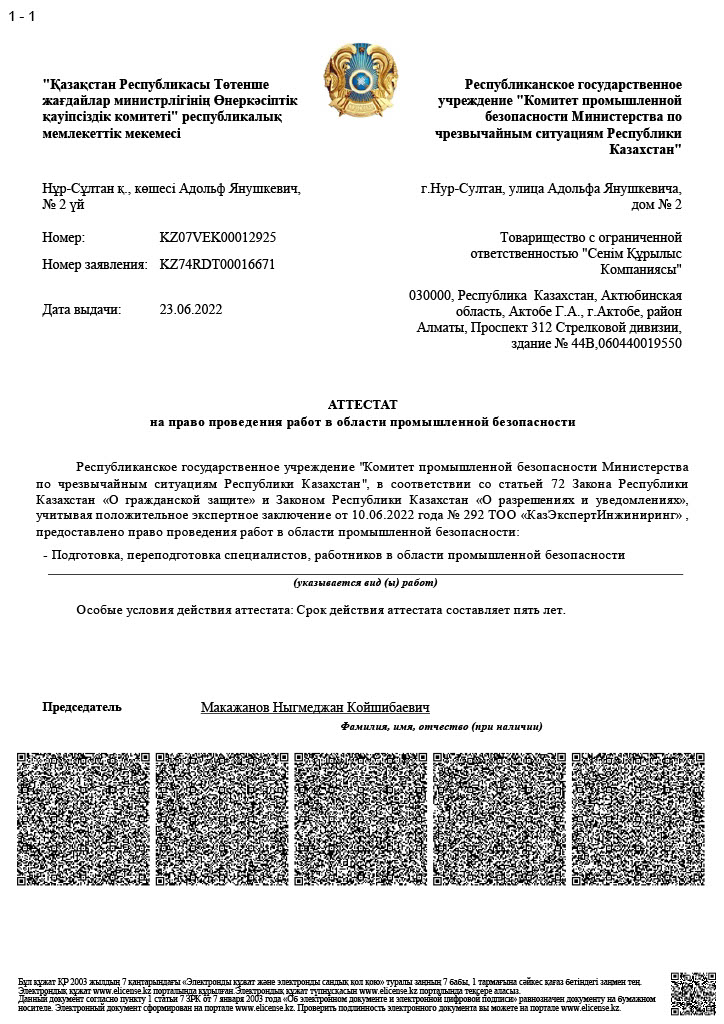 1 - 1
"Қазақстан Республикасы Төтенше
жағдайлар министрлігінің Өнеркәсіптік
қауіпсіздік комитеті" республикалық
мемлекеттік мекемесі
Республиканское государственное
учреждение "Комитет промышленной
безопасности Министерства по
чрезвычайным ситуациям Республики
Казахстан"
Нұр-Сұлтан қ., көшесі Адольф Янушкевич,
№ 2 үй
г.Нур-Султан, улица Адольфа Янушкевича,
дом № 2
Номер: KZ07VEK00012925
Номер заявления: KZ74RDT00016671
Дата выдачи: 23.06.2022
Товарищество с ограниченной
ответственностью "Сенім Құрылыс
Компаниясы"
030000, Республика Казахстан, Актюбинская
область, Актобе Г.А., г.Актобе, район
Алматы, Проспект 312 Стрелковой дивизии,
здание № 44В,060440019550
АТТЕСТАТ
на право проведения работ в области промышленной безопасности
Республиканское государственное учреждение "Комитет промышленной безопасности Министерства
по чрезвычайным ситуациям Республики Казахстан", в соответствии со статьей 72 Закона Республики
Казахстан «О гражданской защите» и Законом Республики Казахстан «О разрешениях и уведомлениях»,
учитывая положительное экспертное заключение от 10.06.2022 года № 292 ТОО «КазЭкспертИнжиниринг» ,
предоставлено право проведения работ в области промышленной безопасности:
- Подготовка, переподготовка специалистов, работников в области промышленной безопасности
(указывается вид (ы) работ)
Особые условия действия аттестата: Срок действия аттестата составляет пять лет.
Председатель Макажанов Ныгмеджан Койшибаевич
Фамилия, имя, отчество (при наличии)
Бұл құжат ҚР 2003 жылдың 7 қаңтарындағы «Электронды құжат және электронды сандық қол қою» туралы заңның 7 бабы, 1 тармағына сәйкес қағаз бетіндегі заңмен тең.
Электрондық құжат www.elicense.kz порталында құрылған.Электрондық құжат түпнұсқасын www.elicense.kz порталында тексере аласыз.
Данный документ согласно пункту 1 статьи 7 ЗРК от 7 января 2003 года «Об электронном документе и электронной цифровой подписи» равнозначен документу на бумажном
носителе. Электронный документ сформирован на портале www.elicense.kz. Проверить подлинность электронного документа вы можете на портале www.elicense.kz.